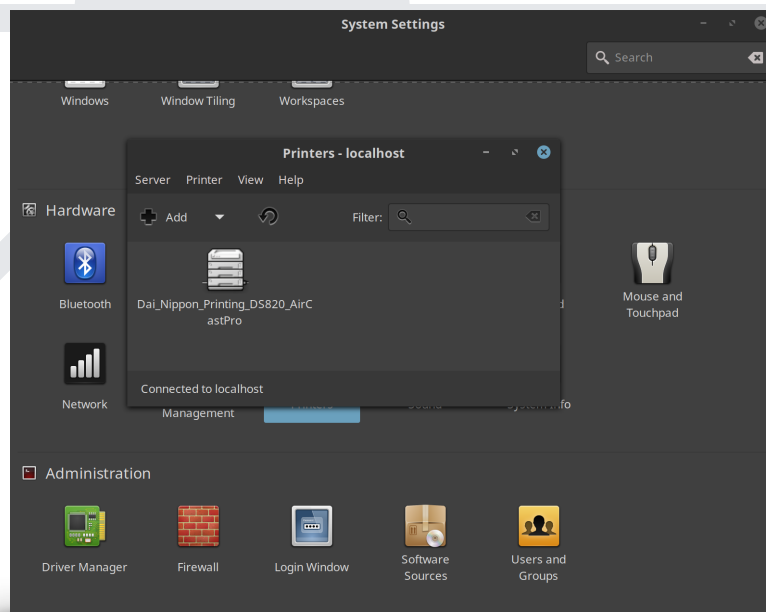 System Settings
Search
Windows
Window Tiling
Workspaces
Printers - localhost
Server
Printer
View
Help
Add
Filter:
Hardware
Bluetooth
Dai_Nippon_Printing_DS820_AirC
astPro
Mouse and
Touchpad
Connected to localhost
Network
Management
Administration
Driver Manager
Firewall
Login Window
Software
Sources
Users and
Groups